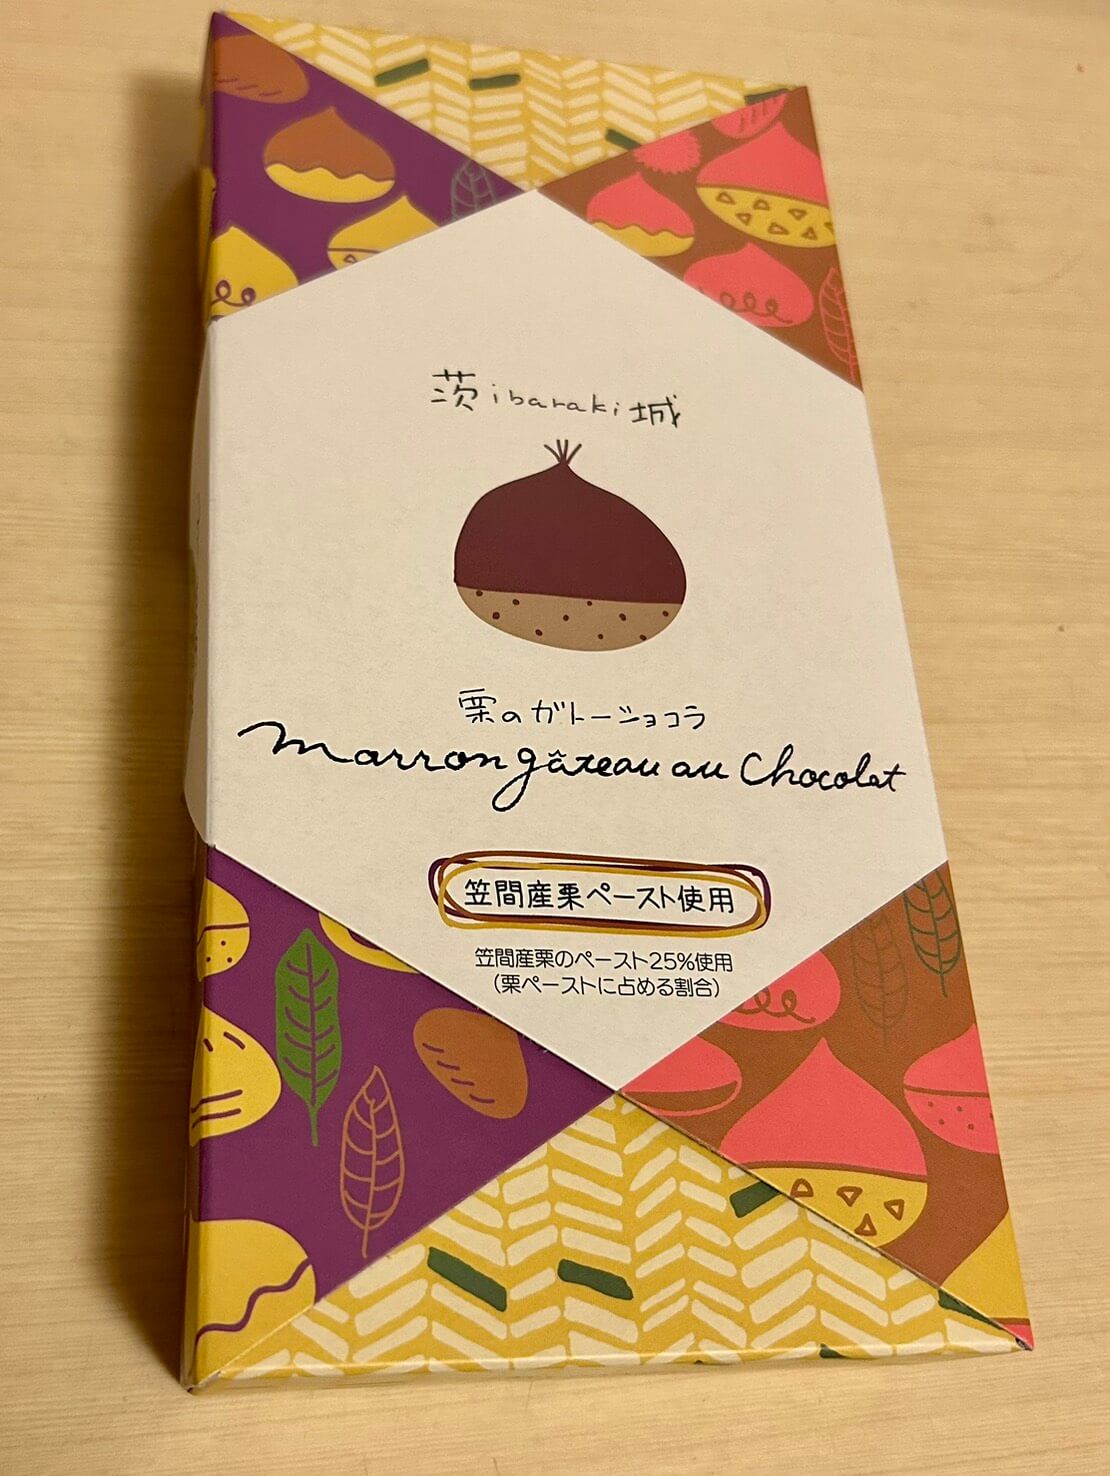 茨ibaraki城
栗のガトーショコラ
marron gâteau au chocolat
笠間産栗ペースト使用
笠間産栗のペースト25%使用
(栗ペーストに占める割合)